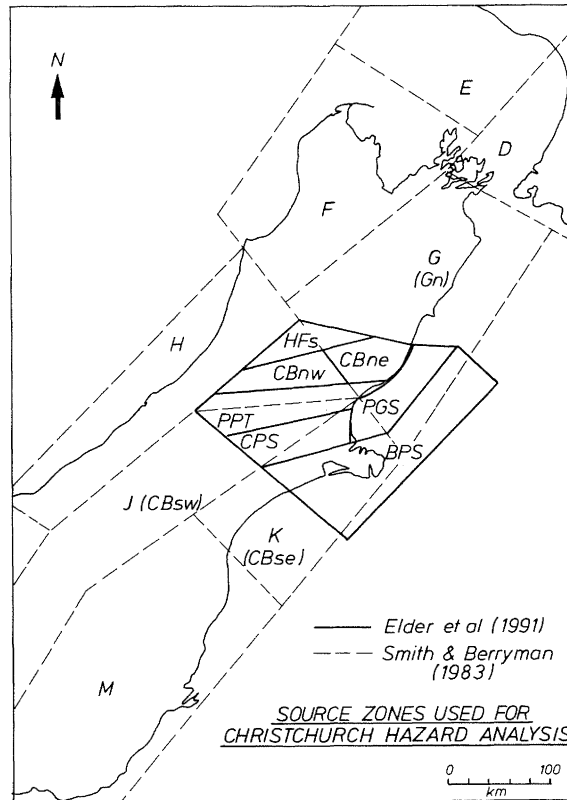 N
E
D
F
G
(Gn)
H
HFs
CBne
CBnw
PGS
PPT
CPS
BPS
J (CBsw)
K
(CBse)
M
Elder et al (1991)
Smith & Berryman
(1983)
SOURCE ZONES USED FOR
CHRISTCHURCH HAZARD ANALYSIS
0 100
km